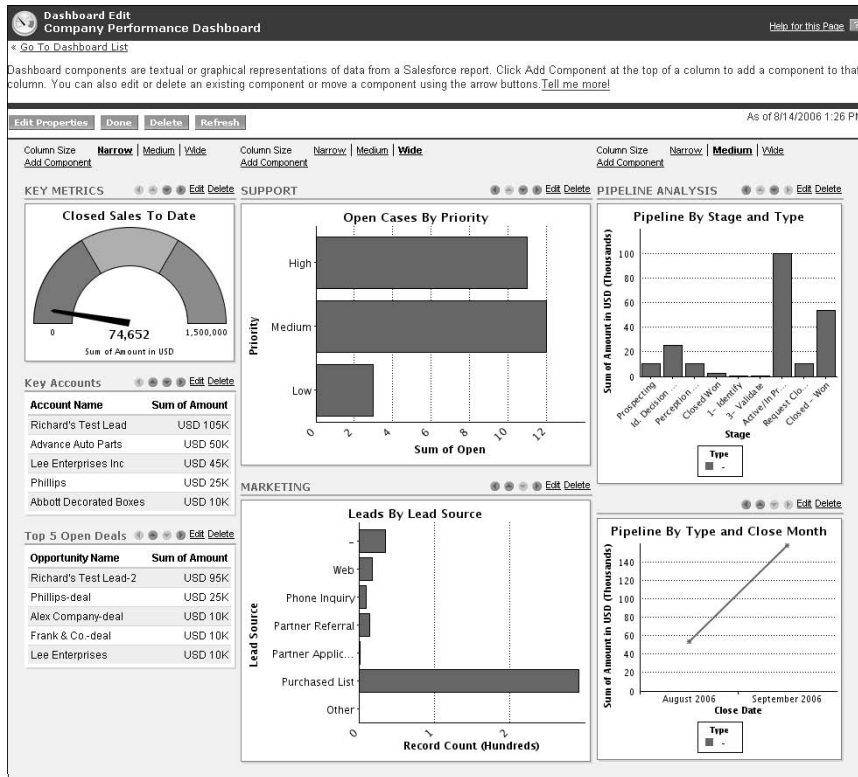 Dashboard Edit
Company Performance Dashboard
Help for this Page
« Go To Dashboard List
Dashboard components are textual or graphical representations of data from a Salesforce report. Click Add Component at the top of a column to add a component to that
column. You can also edit or delete an existing component or move a component using the arrow buttons. Tell me more!
Edit Properties Done Delete Refresh
As of 8/14/2006 1:26 PM
Column Size Narrow | Medium | Wide
Add Component
KEY METRICS Edit Delete
Closed Sales To Date
0 74,652 1,500,000
Sum of Amount in USD
Key Accounts Edit Delete
Account Name Sum of Amount
Richard's Test Lead USD 105K
Advance Auto Parts USD 50K
Lee Enterprises Inc USD 45K
Phillips USD 25K
Abbott Decorated Boxes USD 10K
Top 5 Open Deals Edit Delete
Opportunity Name Sum of Amount
Richard's Test Lead-2 USD 95K
Phillips-deal USD 25K
Alex Company-deal USD 10K
Frank & Co.-deal USD 10K
Lee Enterprises USD 10K
Column Size Narrow | Medium | Wide
Add Component
SUPPORT Edit Delete
Open Cases By Priority
Priority
High
Medium
Low
0 2 4 6 8 10 12
Sum of Open
MARKETING Edit Delete
Leads By Lead Source
Lead Source
-
Web
Phone Inquiry
Partner Referral
Partner Applic...
Purchased List
Other
0 1 2
Record Count (Hundreds)
Column Size Narrow | Medium | Wide
Add Component
PIPELINE ANALYSIS Edit Delete
Pipeline By Stage and Type
Sum of Amount in USD (Thousands)
100
80
60
40
20
0
Prospecting
Id. Decision ...
Perception ...
Closed Won
1- Identify
3- Validate
Active/In Pr...
Request Clo...
Closed - Won
Stage
Type
-
Edit Delete
Pipeline By Type and Close Month
Sum of Amount in USD (Thousands)
140
120
100
80
60
40
20
0
August 2006 September 2006
Close Date
Type
-